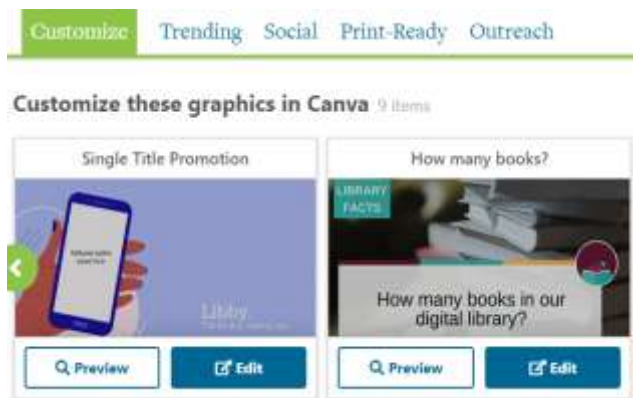 Customize Trending Social Print-Ready Outreach
Customize these graphics in Canva 9 items
Single Title Promotion
How many books?
LIBRARY
FACTS
Libby.
How many books in our
digital library?
Preview Edit
Preview Edit